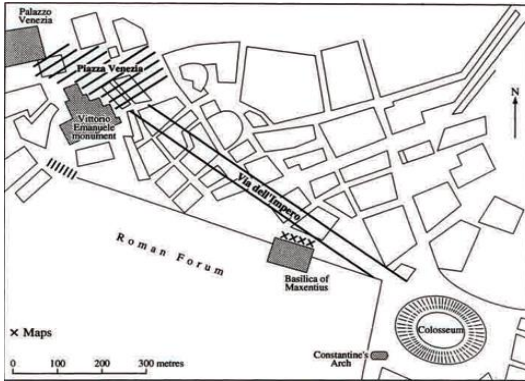 Palazzo
Venezia
Piazza Venezia
N
Vittorio
Emanuele
monument
Via dell'Impero
Roman Forum
××××
Basilica of
Maxentius
× Maps
Colosseum
Constantine's
Arch
0 100 200 300 metres